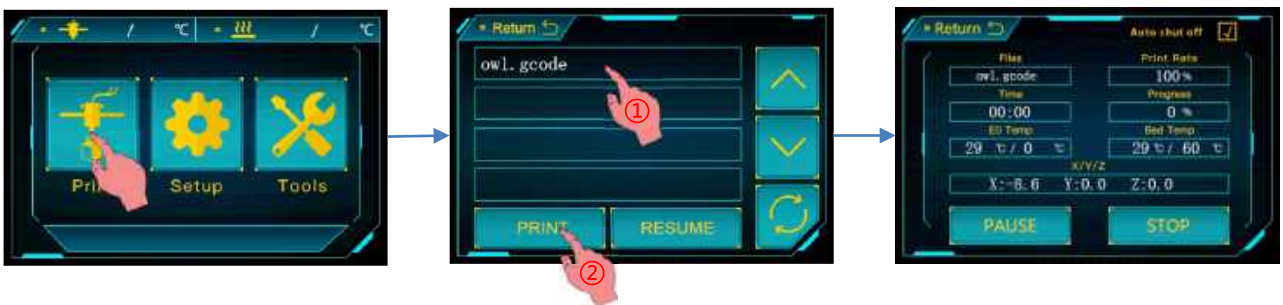 / ℃ / ℃
Print Setup Tools
Return
owl.gcode
①
PRINT RESUME
②
Return Auto shut off
Files Print Rate
owl.gcode 100%
Time Progress
00:00 0 %
E0 Temp Bed Temp
29 ℃/ 0 ℃ 29 ℃/ 60 ℃
X/Y/Z
X:-8.6 Y:0.0 Z:0.0
PAUSE STOP